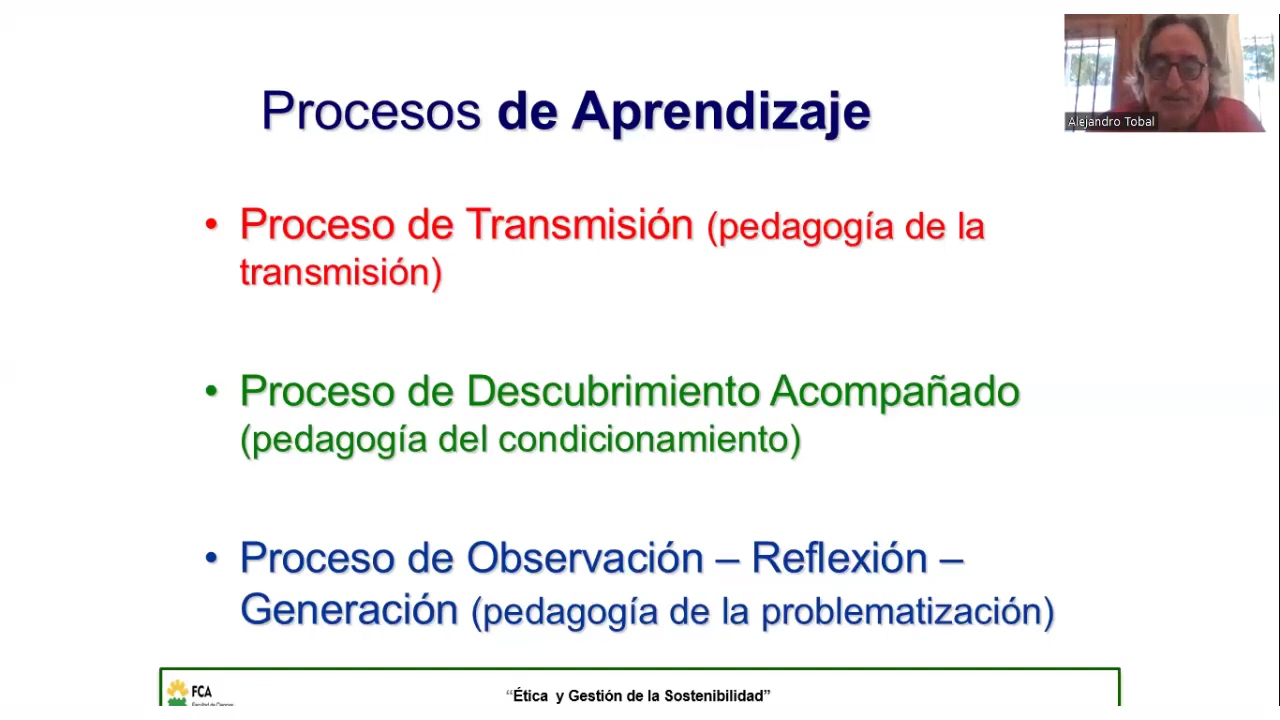 Procesos de Aprendizaje
Alejandro Tobal
• Proceso de Transmisión (pedagogía de la
transmisión)
• Proceso de Descubrimiento Acompañado
(pedagogía del condicionamiento)
• Proceso de Observación – Reflexión –
Generación (pedagogía de la problematización)
FCA
“Ética y Gestión de la Sostenibilidad”